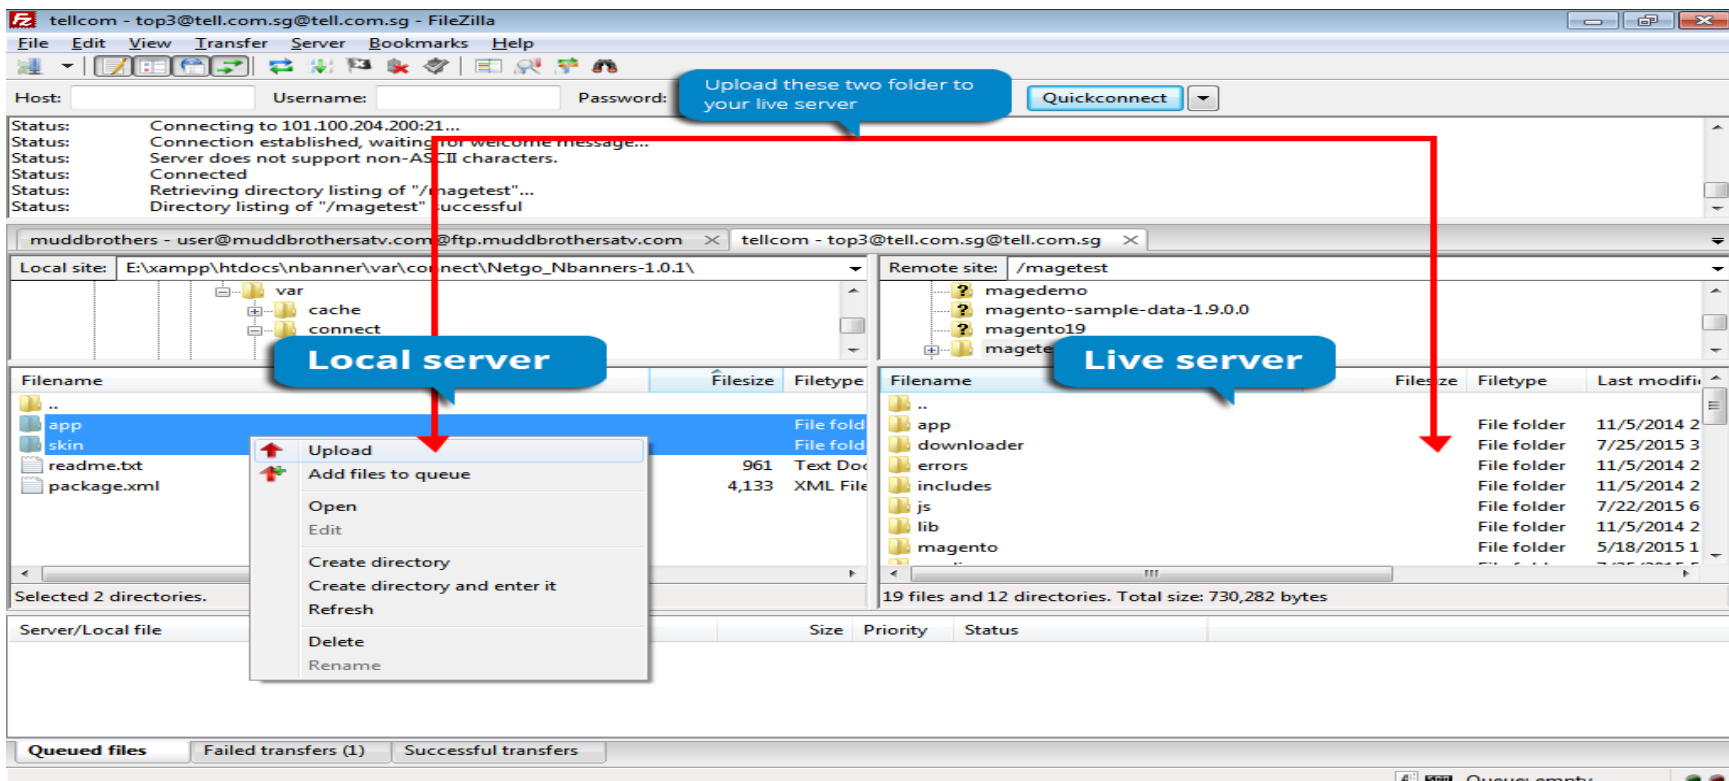 tellcom - top3@tell.com.sg@tellcom.sg - FileZilla
File Edit View Transfer Server Bookmarks Help
Host: Username: Password: Quickconnect
Upload these two folder to
your live server
Status: Connecting to 101.100.204.200:21...
Status: Connection established, waiting for welcome message...
Status: Server does not support non-ASCII characters.
Status: Connected
Status: Retrieving directory listing of "/magetest"...
Status: Directory listing of "/magetest" successful
muddbrothers - user@muddbrothersatv.com@ftp.muddbrothersatv.com tellcom - top3@tell.com.sg@tell.com.sg
Local site: E:\xampp\htdocs\nbanner\var\connect\Netgo_Nbanners-1.0.1\
var
cache
connect
Local server
Filename Filesize Filetype
..
app File fold
skin File fold
readme.txt 961 Text Doc
package.xml 4,133 XML File
Upload
Add files to queue
Open
Edit
Create directory
Create directory and enter it
Refresh
Delete
Rename
Selected 2 directories.
Remote site: /magetest
magedemo
magento-sample-data-1.9.0.0
magento19
magete
Live server
Filename Filesize Filetype Last modifi
..
app File folder 11/5/2014 2
downloader File folder 7/25/2015 3
errors File folder 11/5/2014 2
includes File folder 11/5/2014 2
js File folder 7/22/2015 6
lib File folder 11/5/2014 2
magento File folder 5/18/2015 1
19 files and 12 directories. Total size: 730,282 bytes
Server/Local file Size Priority Status
Queued files Failed transfers (1) Successful transfers
Queue: empty